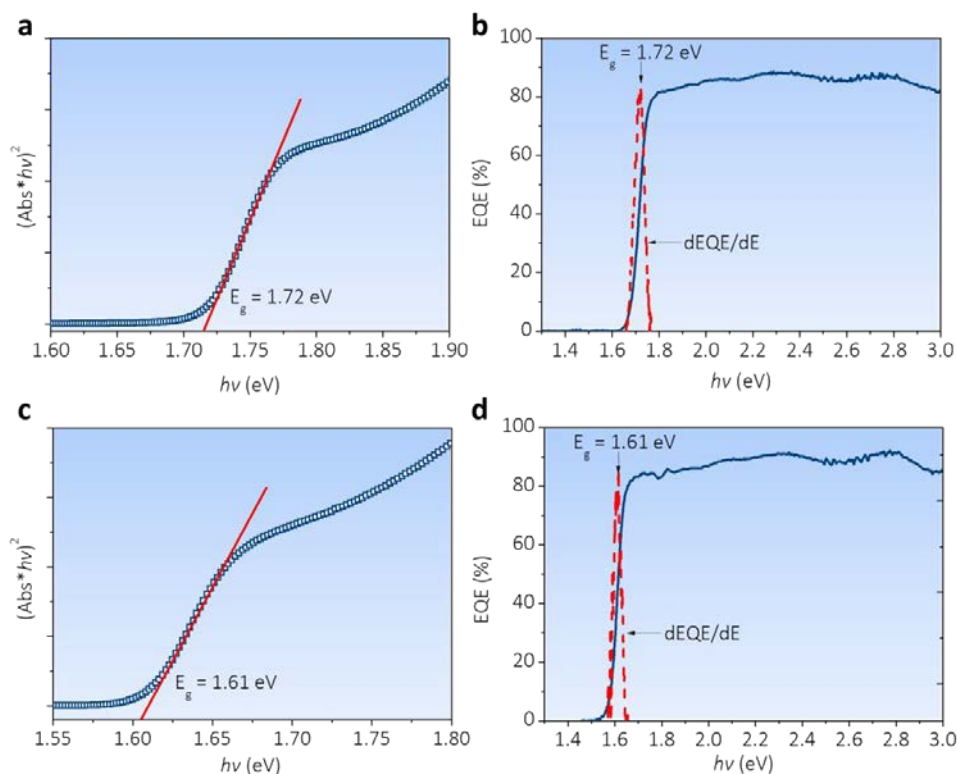 a
(Abs*hν)²
E_g = 1.72 eV
1.60 1.65 1.70 1.75 1.80 1.85 1.90
hν (eV)
b
100
80
60
40
20
0
EQE (%)
E_g = 1.72 eV
dEQE/dE
1.4 1.6 1.8 2.0 2.2 2.4 2.6 2.8 3.0
hν (eV)
c
(Abs*hν)²
E_g = 1.61 eV
1.55 1.60 1.65 1.70 1.75 1.80
hν (eV)
d
100
80
60
40
20
0
EQE (%)
E_g = 1.61 eV
dEQE/dE
1.4 1.6 1.8 2.0 2.2 2.4 2.6 2.8 3.0
hν (eV)